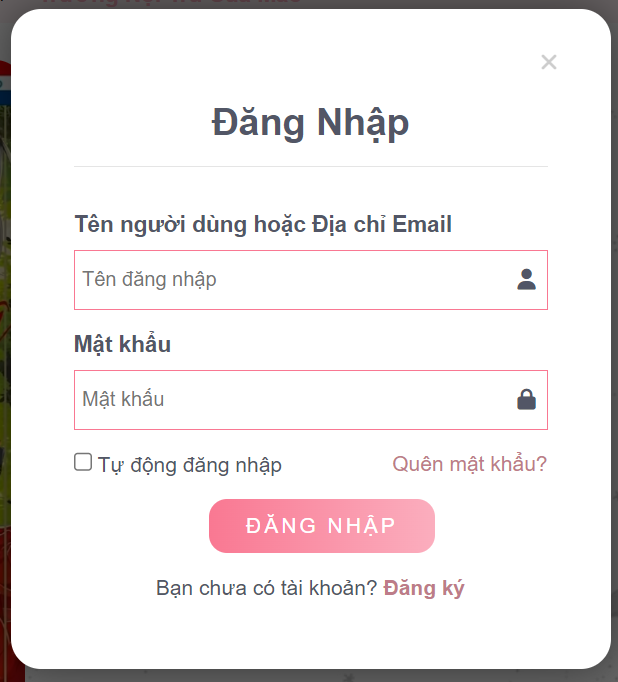 Đăng Nhập
Tên người dùng hoặc Địa chỉ Email
Tên đăng nhập
Mật khẩu
Mật khẩu
Tự động đăng nhập
Quên mật khẩu?
ĐĂNG NHẬP
Bạn chưa có tài khoản? Đăng ký